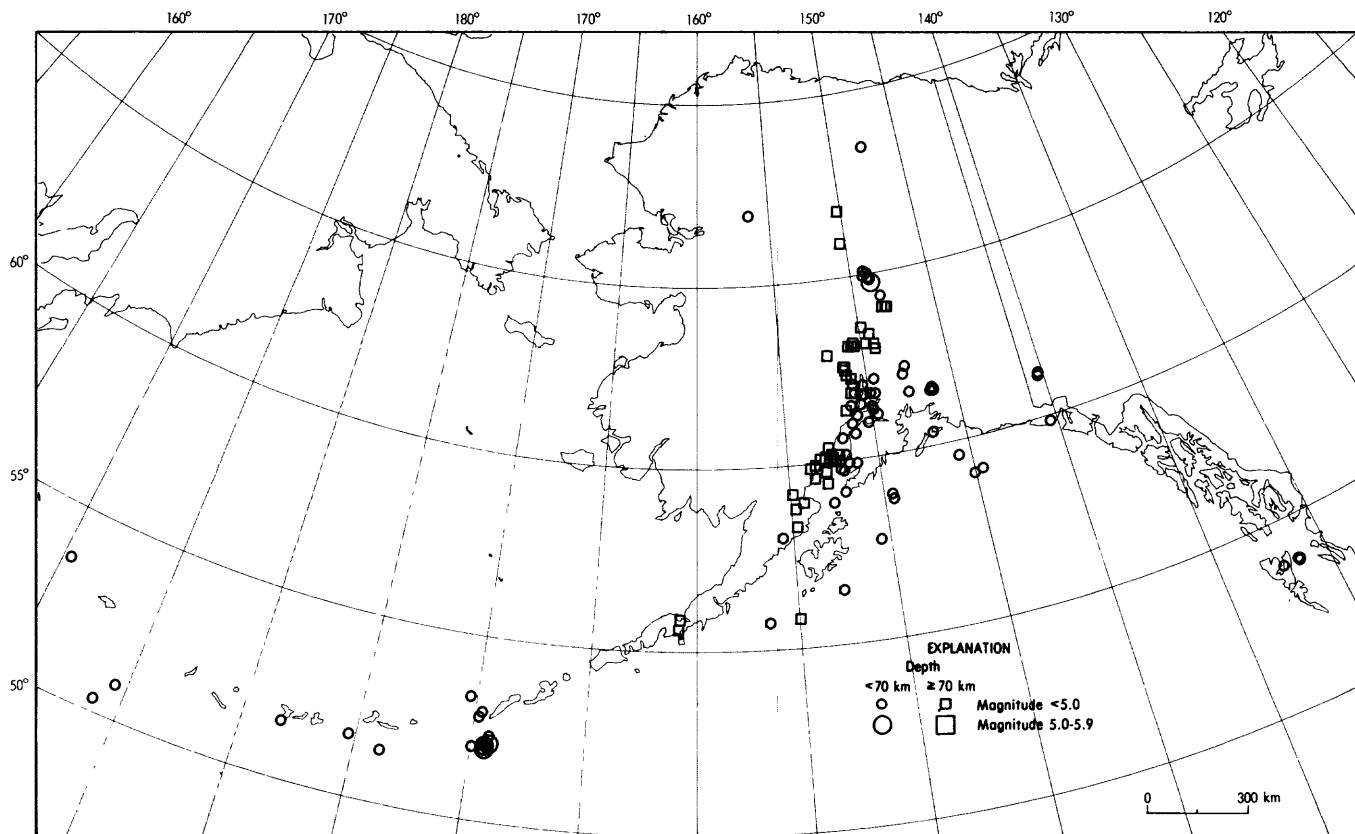 160° 170° 180° 170° 160° 150° 140° 130° 120°
60°
55°
50°
EXPLANATION
Depth
<70 km ≥70 km
Magnitude <5.0
Magnitude 5.0-5.9
0 300 km